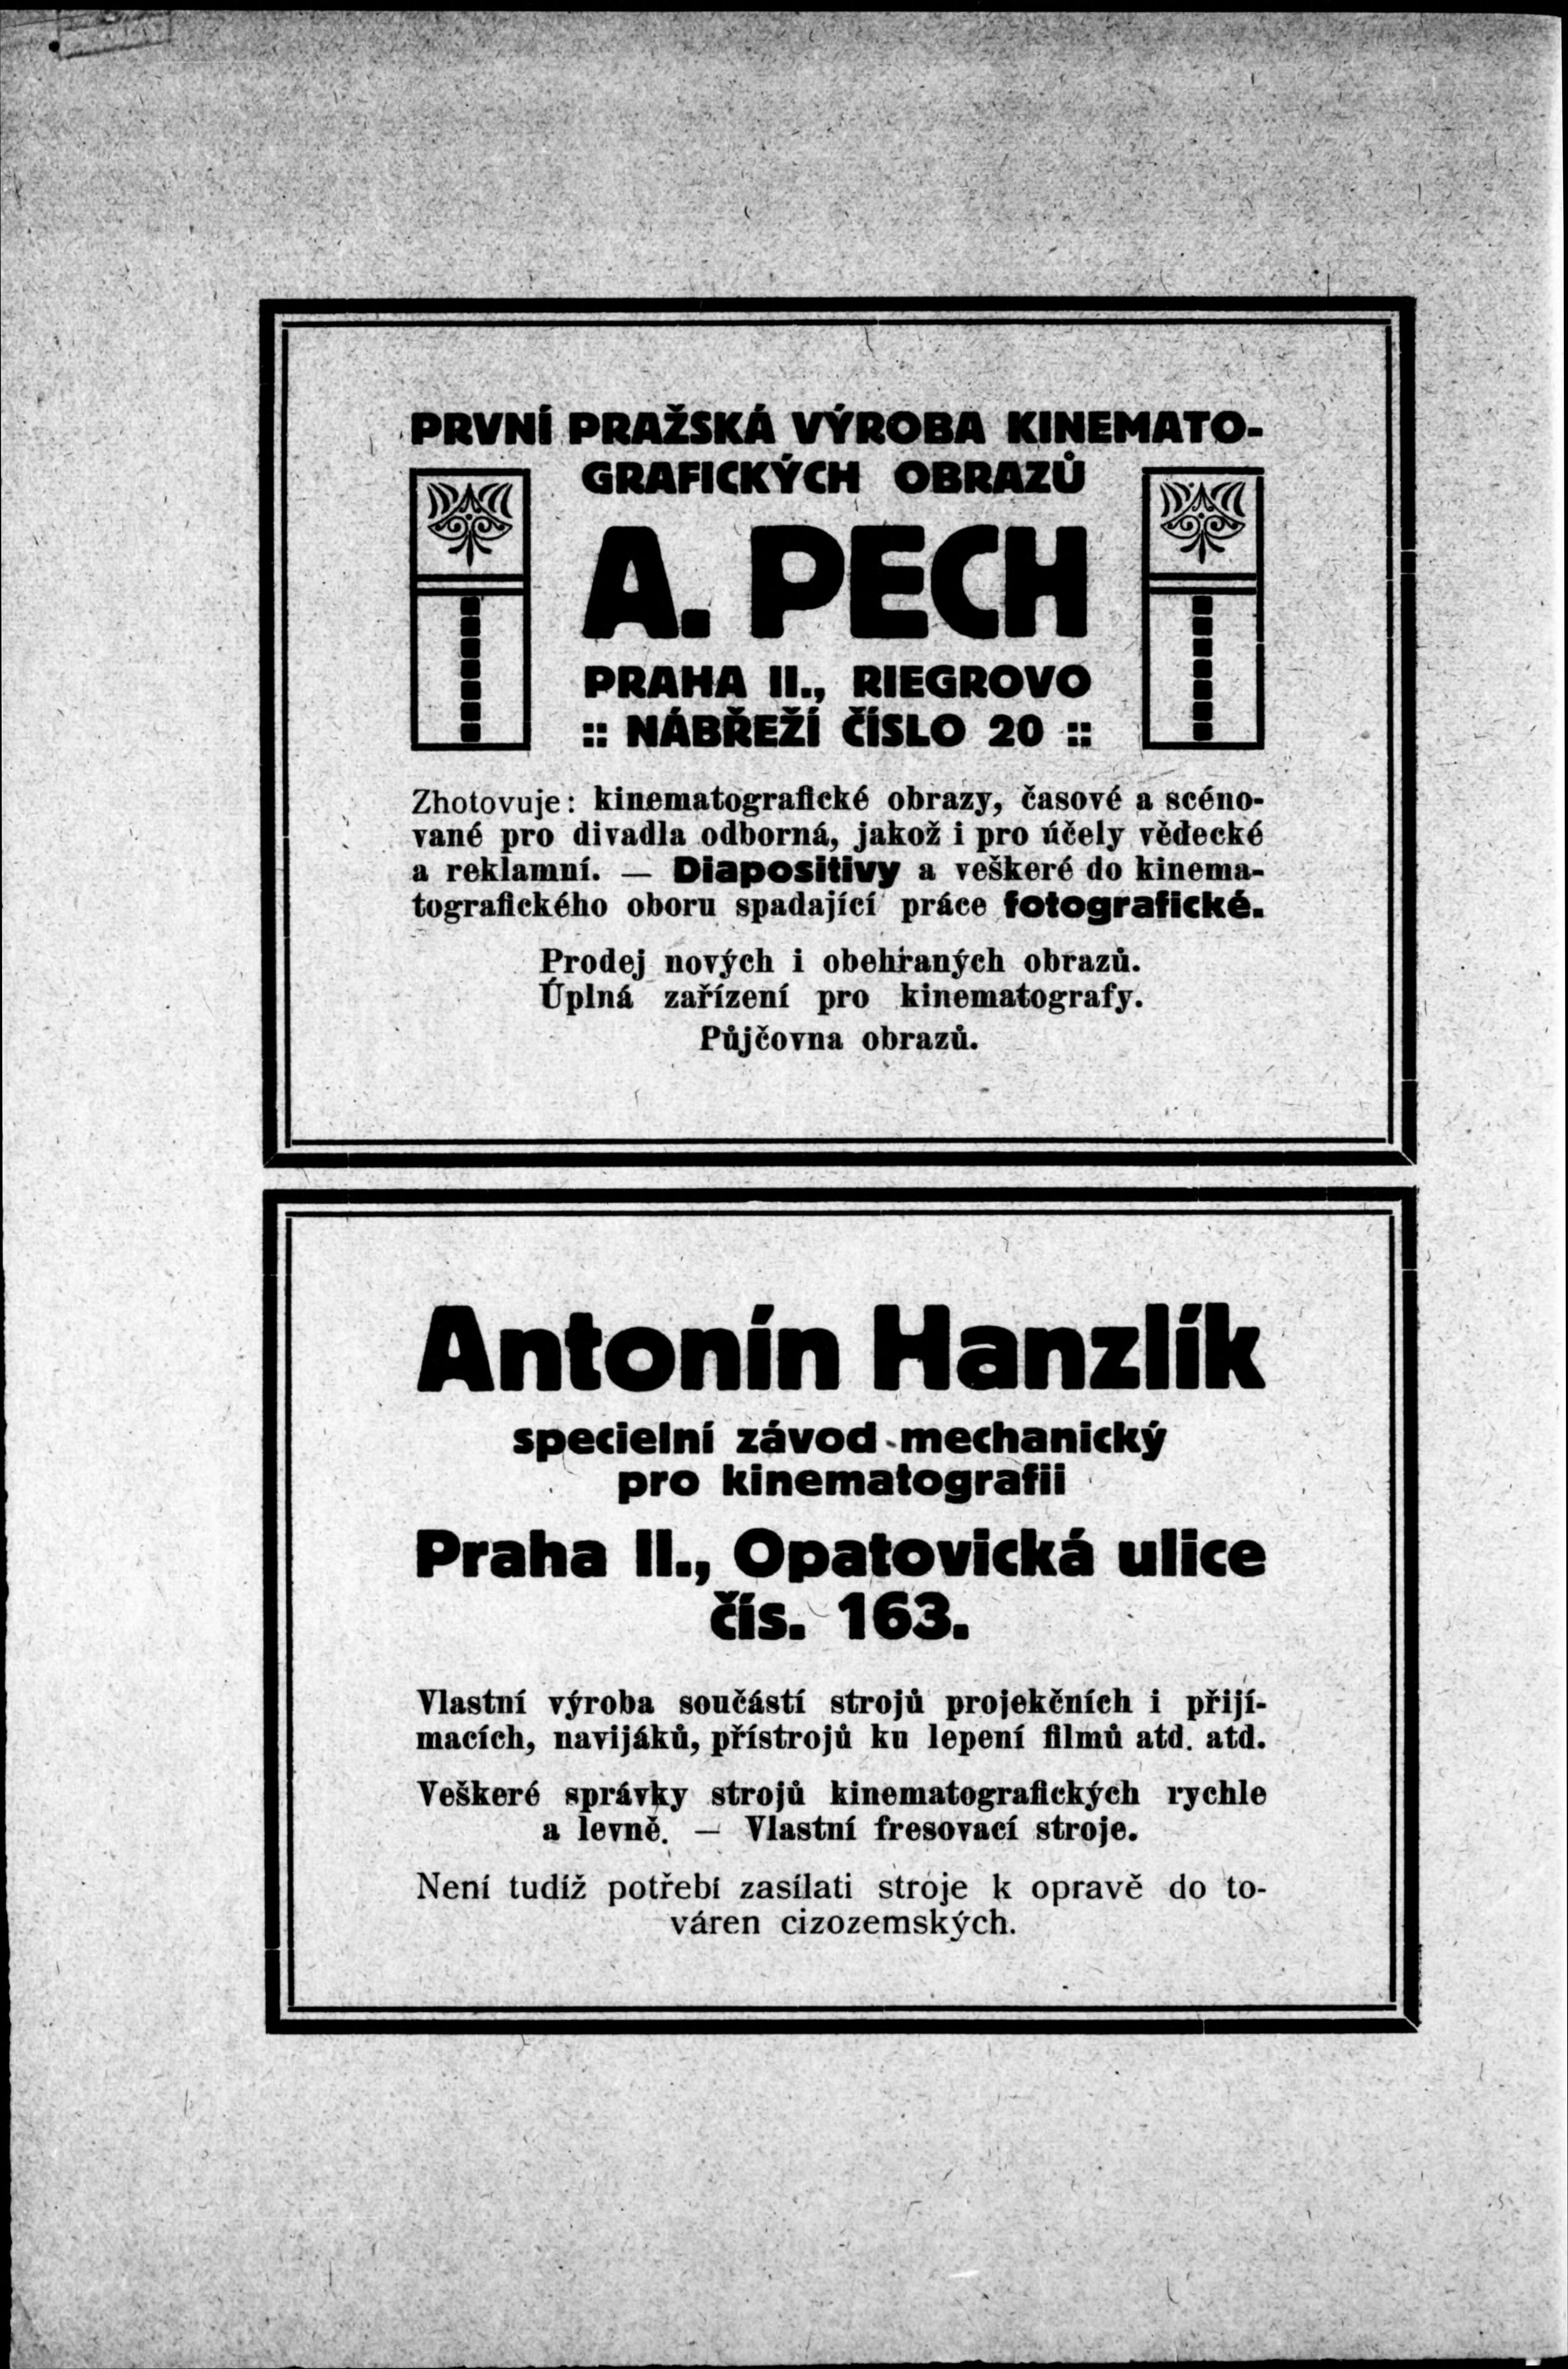 PRVNÍ PRAŽSKÁ VÝROBA KINEMATO-
GRAFICKÝCH OBRAZŮ
A. PECH
PRAHA II., RIEGROVO
:: NÁBŘEŽÍ ČÍSLO 20 ::
Zhotovuje: kinematografické obrazy, časové a scéno-
vané pro divadla odborná, jakož i pro účely vědecké
a reklamní. — Diapositivy a veškeré do kinema-
tografického oboru spadající práce fotografické.
Prodej nových i obehraných obrazů.
Úplná zařízení pro kinematografy.
Půjčovna obrazů.
Antonín Hanzlík
specielní závod mechanický
pro kinematografii
Praha II., Opatovická ulice
čís. 163.
Vlastní výroba součástí strojů projekčních i přijí-
macích, navijáků, přístrojů ku lepení filmů atd. atd.
Veškeré správky strojů kinematografických rychle
a levně. — Vlastní fresovací stroje.
Není tudíž potřebí zasílati stroje k opravě do to-
váren cizozemských.